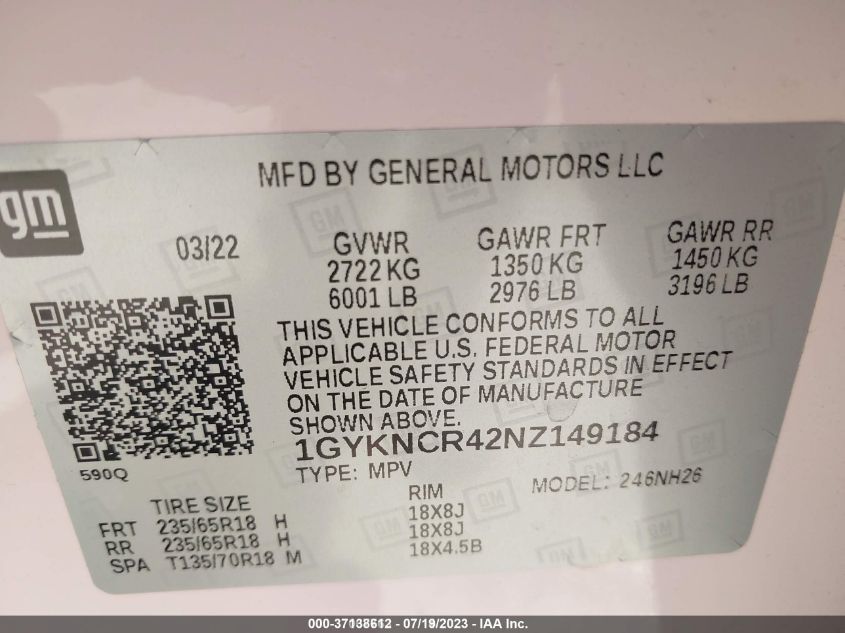 MFD BY GENERAL MOTORS LLC
gm
03/22
GVWR
2722 KG
6001 LB
GAWR FRT
1350 KG
2976 LB
GAWR RR
1450 KG
3196 LB
THIS VEHICLE CONFORMS TO ALL
APPLICABLE U.S. FEDERAL MOTOR
VEHICLE SAFETY STANDARDS IN EFFECT
ON THE DATE OF MANUFACTURE
SHOWN ABOVE.
1GYKNCR42NZ149184
590Q
TYPE: MPV
MODEL: 246NH26
TIRE SIZE
RIM
FRT 235/65R18 H 18X8J
RR 235/65R18 H 18X8J
SPA T135/70R18 M 18X4.5B
000-37138612 - 07/19/2023 - IAA Inc.